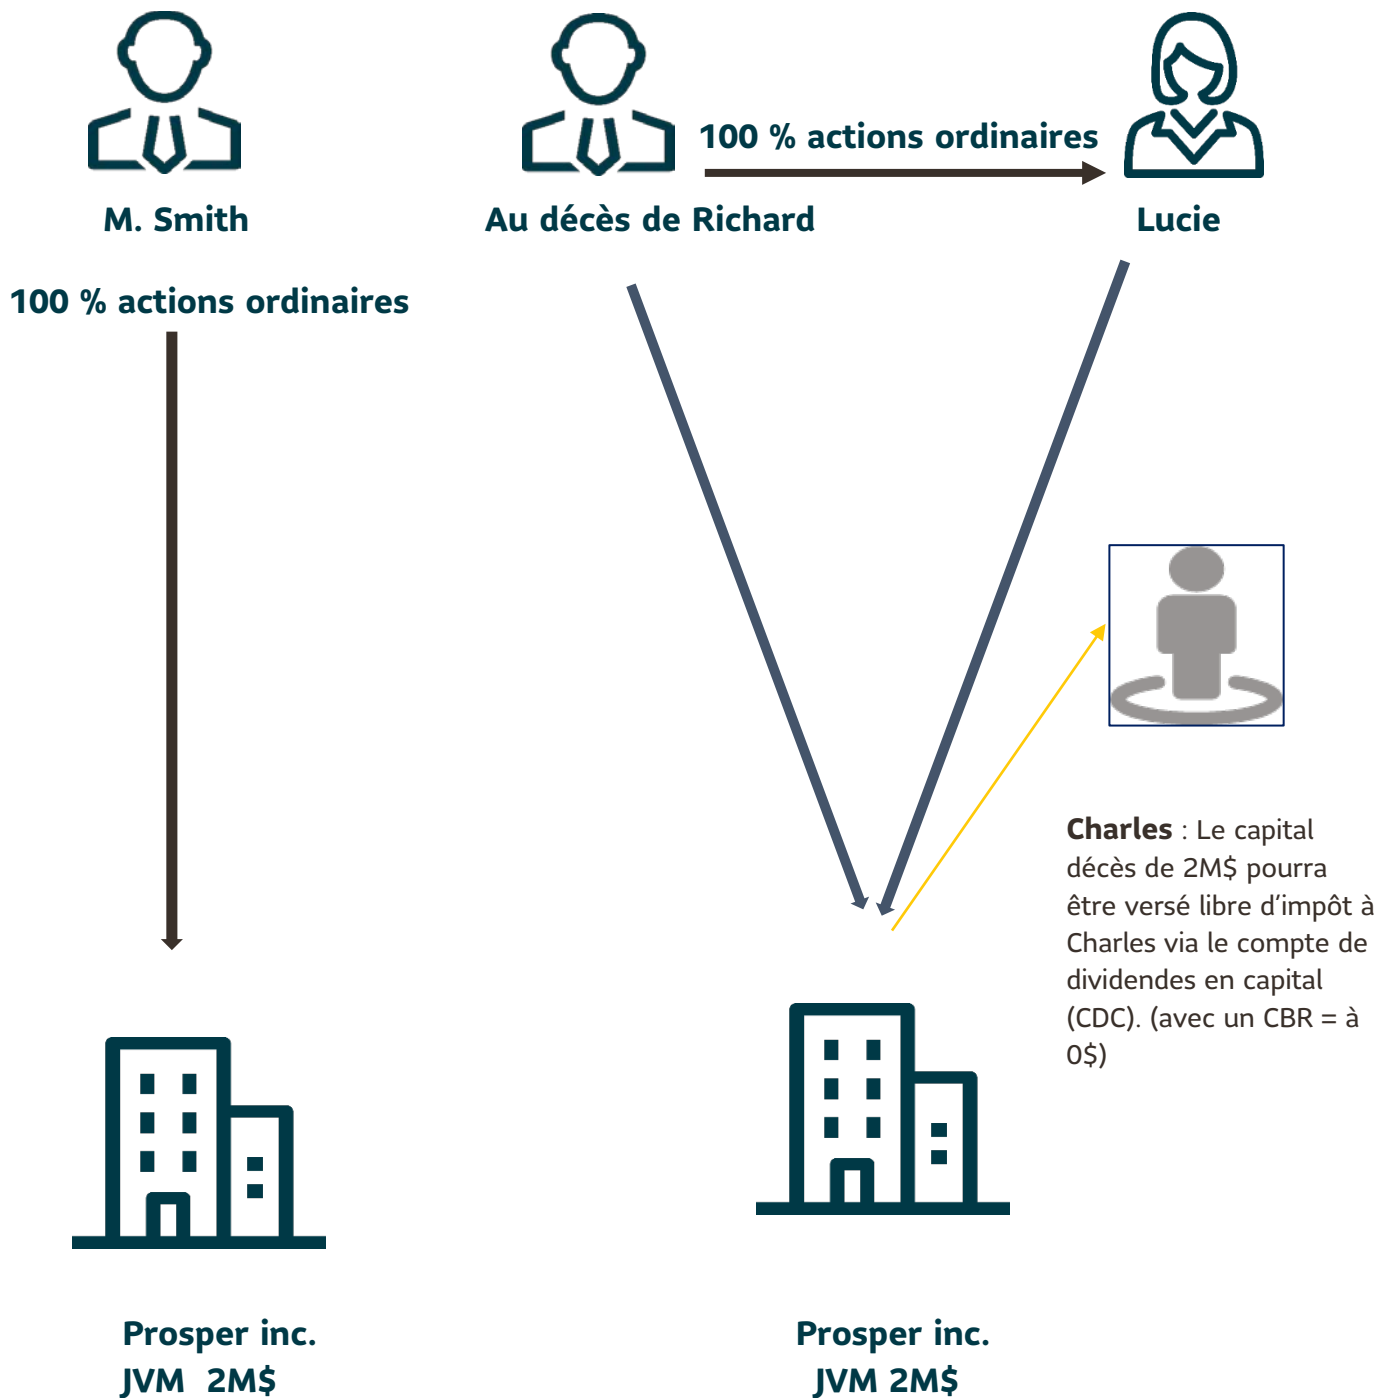 100 % actions ordinaires
M. Smith
Au décès de Richard
Lucie
100 % actions ordinaires
Charles : Le capital
décès de 2M$ pourra
être versé libre d’impôt à
Charles via le compte de
dividendes en capital
(CDC). (avec un CBR = à
0$)
Prosper inc.
JVM  2M$
Prosper inc.
JVM 2M$